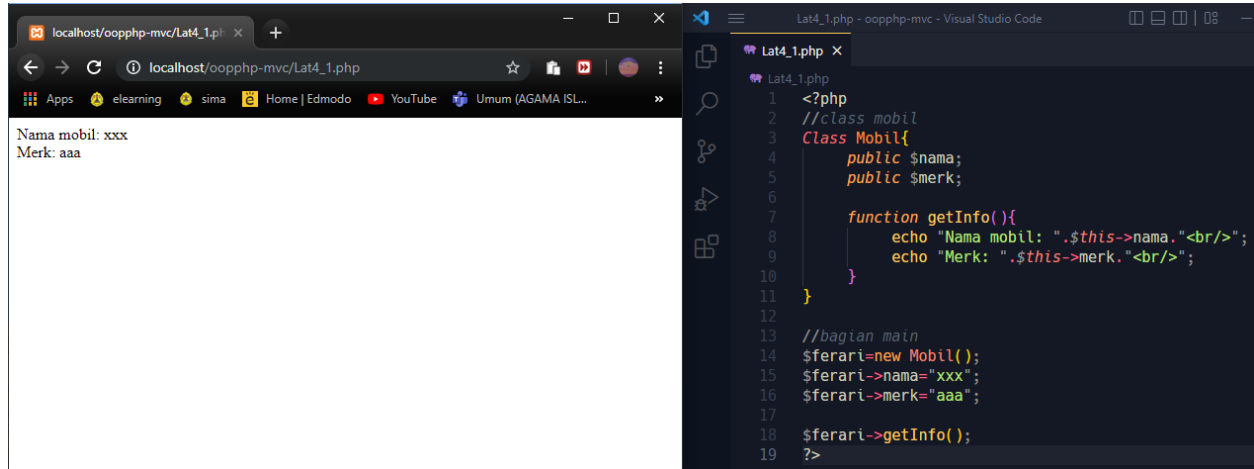 localhost/oopphp-mvc/Lat4_1.ph
localhost/oopphp-mvc/Lat4_1.php
Apps elearning sima Home | Edmodo YouTube Umum (AGAMA ISL... »
Nama mobil: xxx
Merk: aaa
Lat4_1.php - oopphp-mvc - Visual Studio Code
Lat4_1.php
Lat4_1.php
1 <?php
2 //class mobil
3 Class Mobil{
4 public $nama;
5 public $merk;
6
7 function getInfo(){
8 echo "Nama mobil: ".$this->nama."<br/>";
9 echo "Merk: ".$this->merk."<br/>";
10 }
11 }
12
13 //bagian main
14 $ferari=new Mobil();
15 $ferari->nama="xxx";
16 $ferari->merk="aaa";
17
18 $ferari->getInfo();
19 ?>